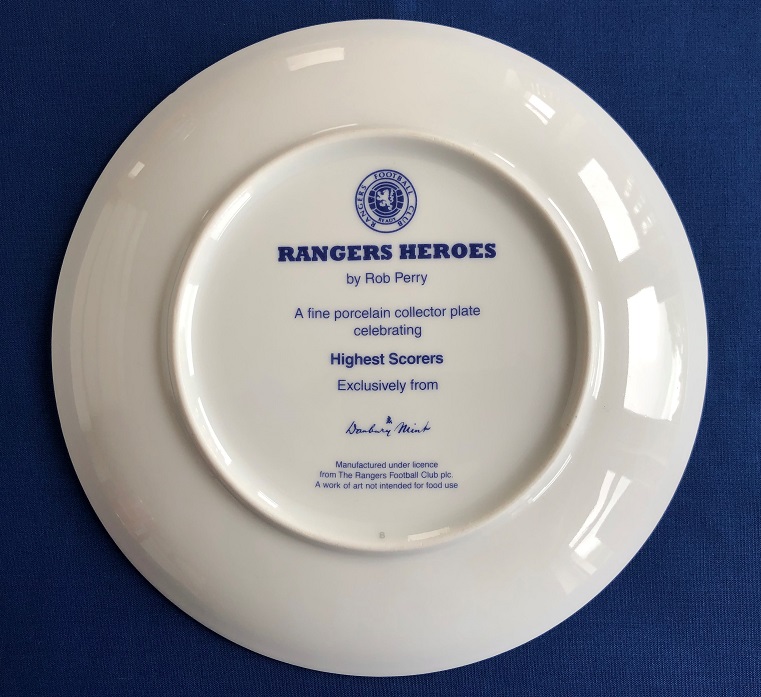 RANGERS FOOTBALL CLUB
READY
RANGERS HEROES
by Rob Perry
A fine porcelain collector plate
celebrating
Highest Scorers
Exclusively from
Danbury Mint
Manufactured under licence
from The Rangers Football Club plc.
A work of art not intended for food use